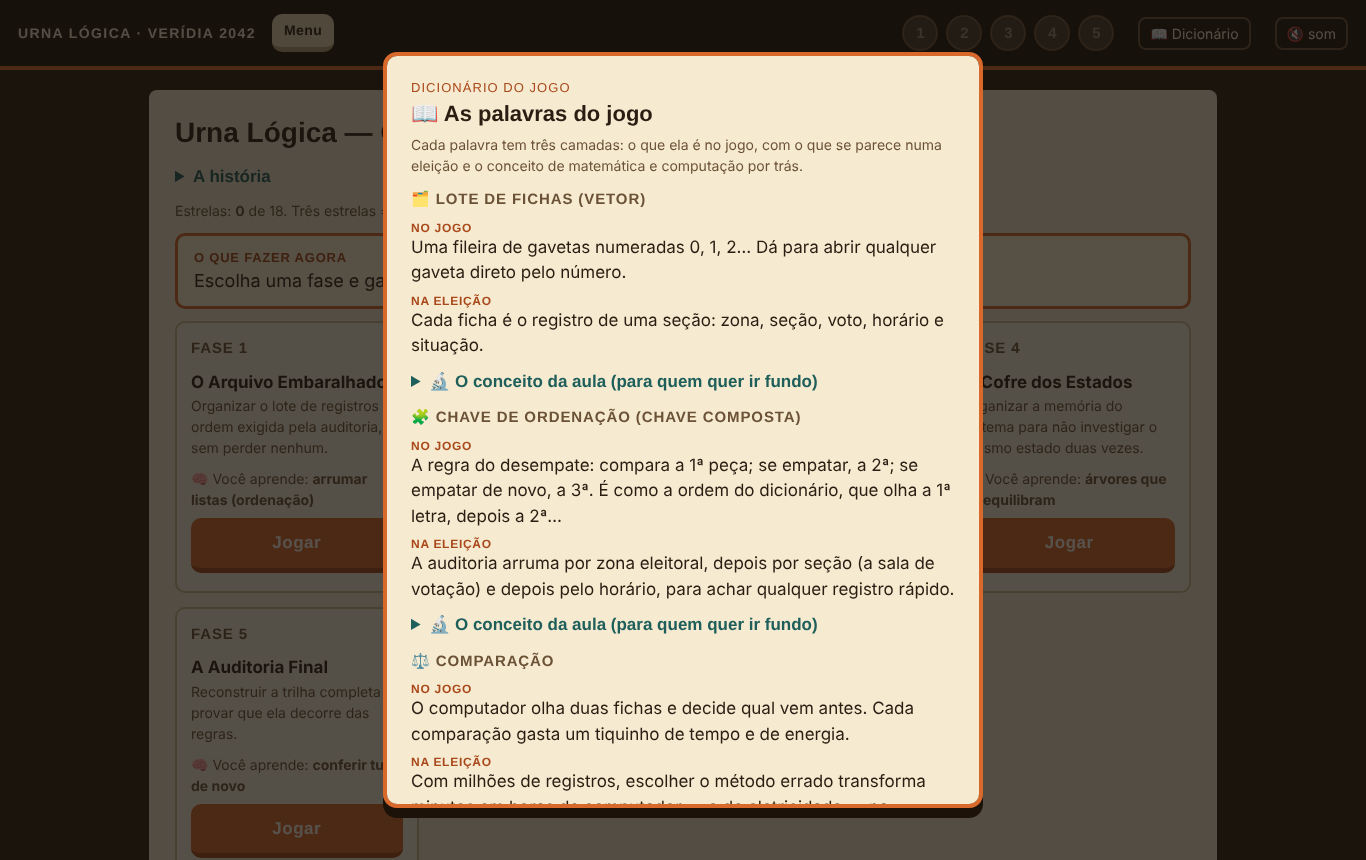 URNA LÓGICA · VERÍDIA 2042
Menu
1 2 3 4 5
📖 Dicionário
🔇 som
Urna Lógica —
▶ A história
Estrelas: 0 de 18. Três estrelas
O QUE FAZER AGORA
Escolha uma fase e
FASE 1
O Arquivo Embaralhado
Organizar o lote de registros
ordem exigida pela auditoria,
sem perder nenhum.
🧠 Você aprende: arrumar
listas (ordenação)
Jogar
SE 4
Cofre dos Estados
ganizar a memória do
tema para não investigar o
smo estado duas vezes.
Você aprende: árvores que
equilibram
Jogar
FASE 5
A Auditoria Final
Reconstruir a trilha completa
provar que ela decorre das
regras.
🧠 Você aprende: conferir tu
de novo
Jogar
DICIONÁRIO DO JOGO
📖 As palavras do jogo
Cada palavra tem três camadas: o que ela é no jogo, com o que se parece numa
eleição e o conceito de matemática e computação por trás.
🗂️ LOTE DE FICHAS (VETOR)
NO JOGO
Uma fileira de gavetas numeradas 0, 1, 2… Dá para abrir qualquer
gaveta direto pelo número.
NA ELEIÇÃO
Cada ficha é o registro de uma seção: zona, seção, voto, horário e
situação.
▶ 🔬 O conceito da aula (para quem quer ir fundo)
🧩 CHAVE DE ORDENAÇÃO (CHAVE COMPOSTA)
NO JOGO
A regra do desempate: compara a 1ª peça; se empatar, a 2ª; se
empatar de novo, a 3ª. É como a ordem do dicionário, que olha a 1ª
letra, depois a 2ª…
NA ELEIÇÃO
A auditoria arruma por zona eleitoral, depois por seção (a sala de
votação) e depois pelo horário, para achar qualquer registro rápido.
▶ 🔬 O conceito da aula (para quem quer ir fundo)
⚖️ COMPARAÇÃO
NO JOGO
O computador olha duas fichas e decide qual vem antes. Cada
comparação gasta um tiquinho de tempo e de energia.
NA ELEIÇÃO
Com milhões de registros, escolher o método errado transforma